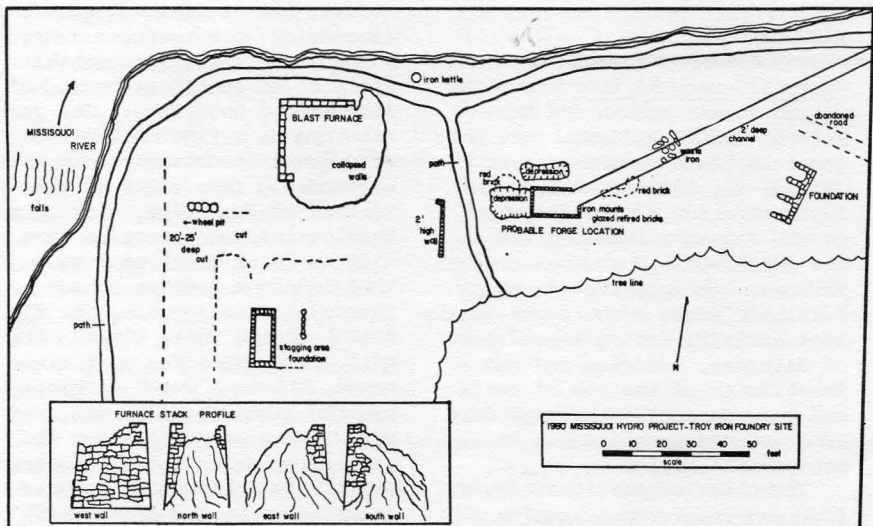 iron kettle
MISSISQUOI
RIVER
BLAST FURNACE
collapsed
walls
falls
path
2'
high
wall
wheel pit
cut
20'-25'
deep
cut
stagging area
foundation
path
red
brick
depression
depression
red brick
iron mounts
glazed refired bricks
PROBABLE FORGE LOCATION
waste
iron
2' deep
channel
abandoned
road
FOUNDATION
tree line
N
FURNACE STACK PROFILE
west wall
north wall
east wall
south wall
1980 MISSISQUOI HYDRO PROJECT-TROY IRON FOUNDRY SITE
0 10 20 30 40 50
feet
scale